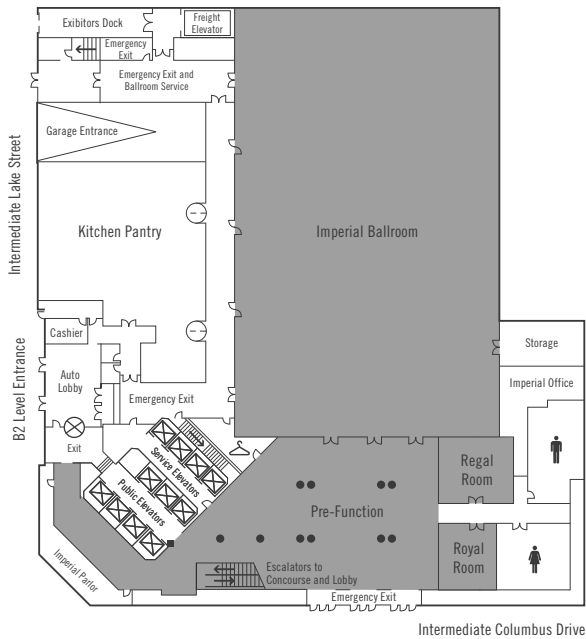 Exibitors Dock
Freight
Elevator
Emergency
Exit
Emergency Exit and
Ballroom Service
Garage Entrance
Intermediate Lake Street
Kitchen Pantry
Imperial Ballroom
Cashier
Storage
Auto
Lobby
Imperial Office
B2 Level Entrance
Emergency Exit
Exit
Service Elevators
Public Elevators
Regal
Room
Pre-Function
Royal
Room
Imperial Parlor
Escalators to
Concourse and Lobby
Emergency Exit
Intermediate Columbus Drive